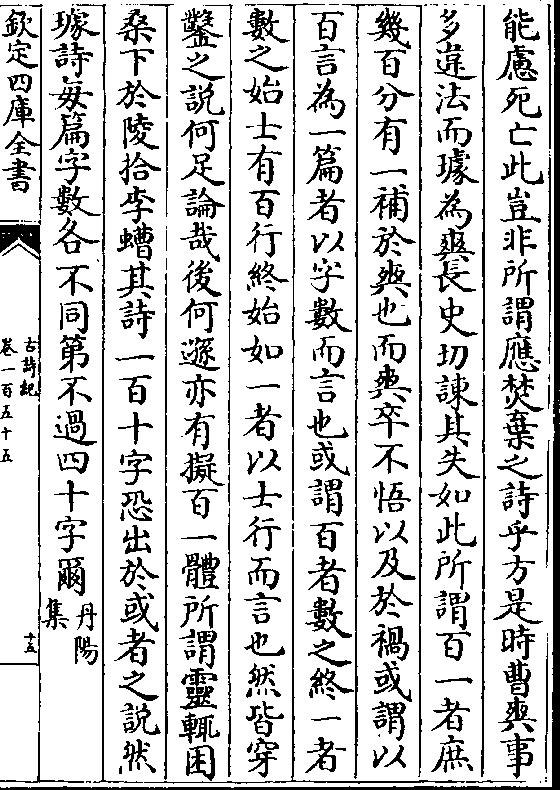 能慮死亡此豈非所謂應焚棄之詩乎方是時曹爽事
多違法而璩為爽長史切諫其失如此所謂百一者庶
幾百分有一補於爽也而爽卒不悟以及於禍或謂以
百言為一篇者以字數而言也或謂百者數之終一者
數之始士有百行終始如一者以士行而言也然皆穿
鑿之說何足論哉後何遜亦有擬百一體所謂靈輒困
桑下於陵拾李螬其詩一百十字恐出於或者之說然
璩詩每篇字數各不同第不過四十字爾丹陽
集
欽定四庫全書
古詩紀
卷一百五十五
十五